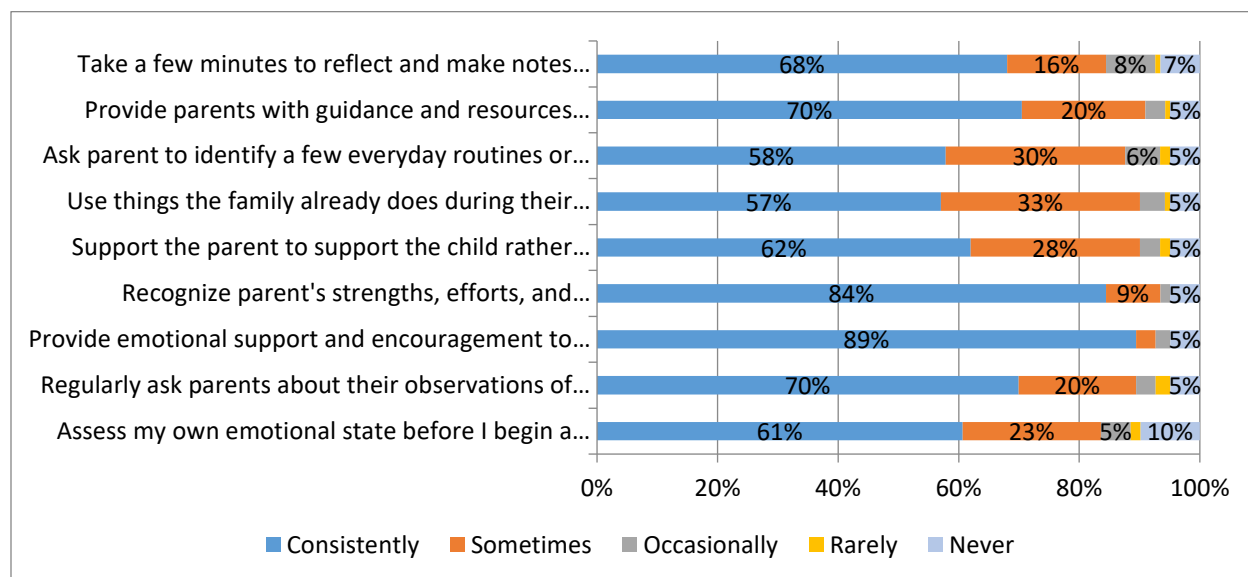 Take a few minutes to reflect and make notes... 68% 16% 8% 7%
Provide parents with guidance and resources... 70% 20% 5%
Ask parent to identify a few everyday routines or... 58% 30% 6% 5%
Use things the family already does during their... 57% 33% 5%
Support the parent to support the child rather... 62% 28% 5%
Recognize parent's strengths, efforts, and... 84% 9% 5%
Provide emotional support and encouragement to... 89% 5%
Regularly ask parents about their observations of... 70% 20% 5%
Assess my own emotional state before I begin a... 61% 23% 5% 10%
0% 20% 40% 60% 80% 100%
Consistently Sometimes Occasionally Rarely Never